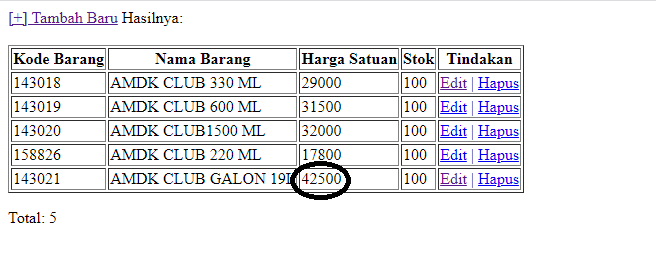 [+] Tambah Baru Hasilnya:
Kode Barang Nama Barang Harga Satuan Stok Tindakan
143018 AMDK CLUB 330 ML 29000 100 Edit | Hapus
143019 AMDK CLUB 600 ML 31500 100 Edit | Hapus
143020 AMDK CLUB1500 ML 32000 100 Edit | Hapus
158826 AMDK CLUB 220 ML 17800 100 Edit | Hapus
143021 AMDK CLUB GALON 19L 42500 100 Edit | Hapus
Total: 5